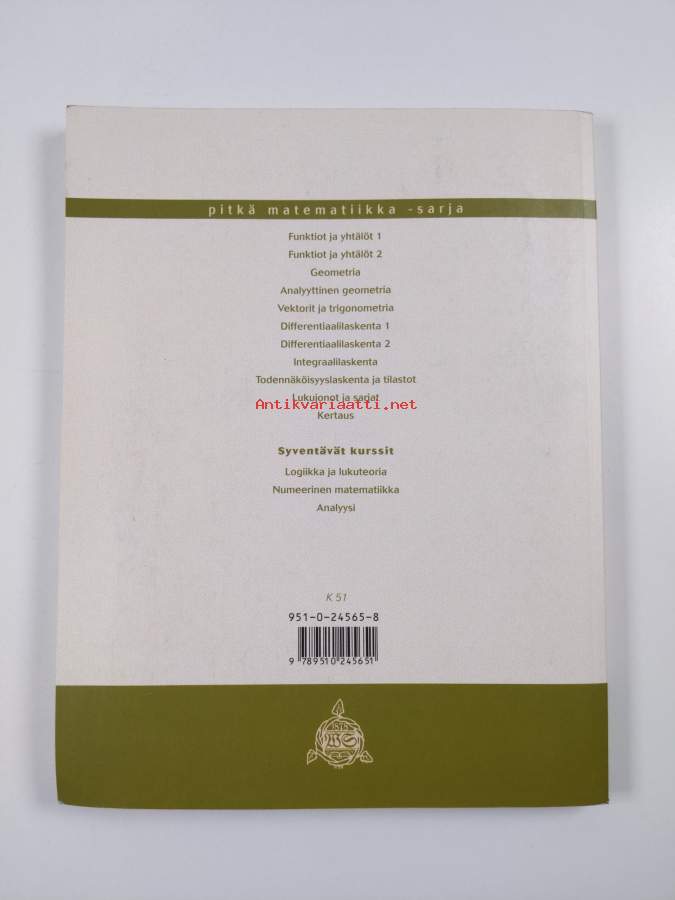 pitkä matematiikka -sarja
Funktiot ja yhtälöt 1
Funktiot ja yhtälöt 2
Geometria
Analyyttinen geometria
Vektorit ja trigonometria
Differentiaalilaskenta 1
Differentiaalilaskenta 2
Integraalilaskenta
Todennäköisyyslaskenta ja tilastot
Lukujonot ja sarjat
Antikvariaatti.net
Kertaus
Syventävät kurssit
Logiikka ja lukuteoria
Numeerinen matematiikka
Analyysi
K 51
951-0-24565-8
9 789510 245651